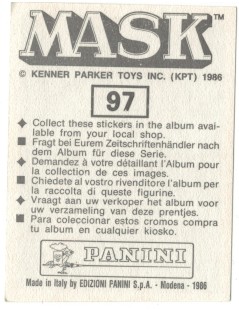 MASK™
© KENNER PARKER TOYS INC. (KPT) 1986
97
◆ Collect these stickers in the album avai-
lable from your local shop.
■ Fragt bei Eurem Zeitschriftenhändler nach
dem Album für diese Serie.
◆ Demandez à votre détaillant l'Album pour
la collection de ces images.
■ Chiedete al vostro rivenditore l'album per
la raccolta di queste figurine.
◆ Vraagt aan uw verkoper het album voor
uw verzameling van deze prentjes.
■ Para coleccionar estos cromos compra
tu album en cualquier kiosko.
PANINI
Made in Italy by EDIZIONI PANINI S.p.A. - Modena - 1986